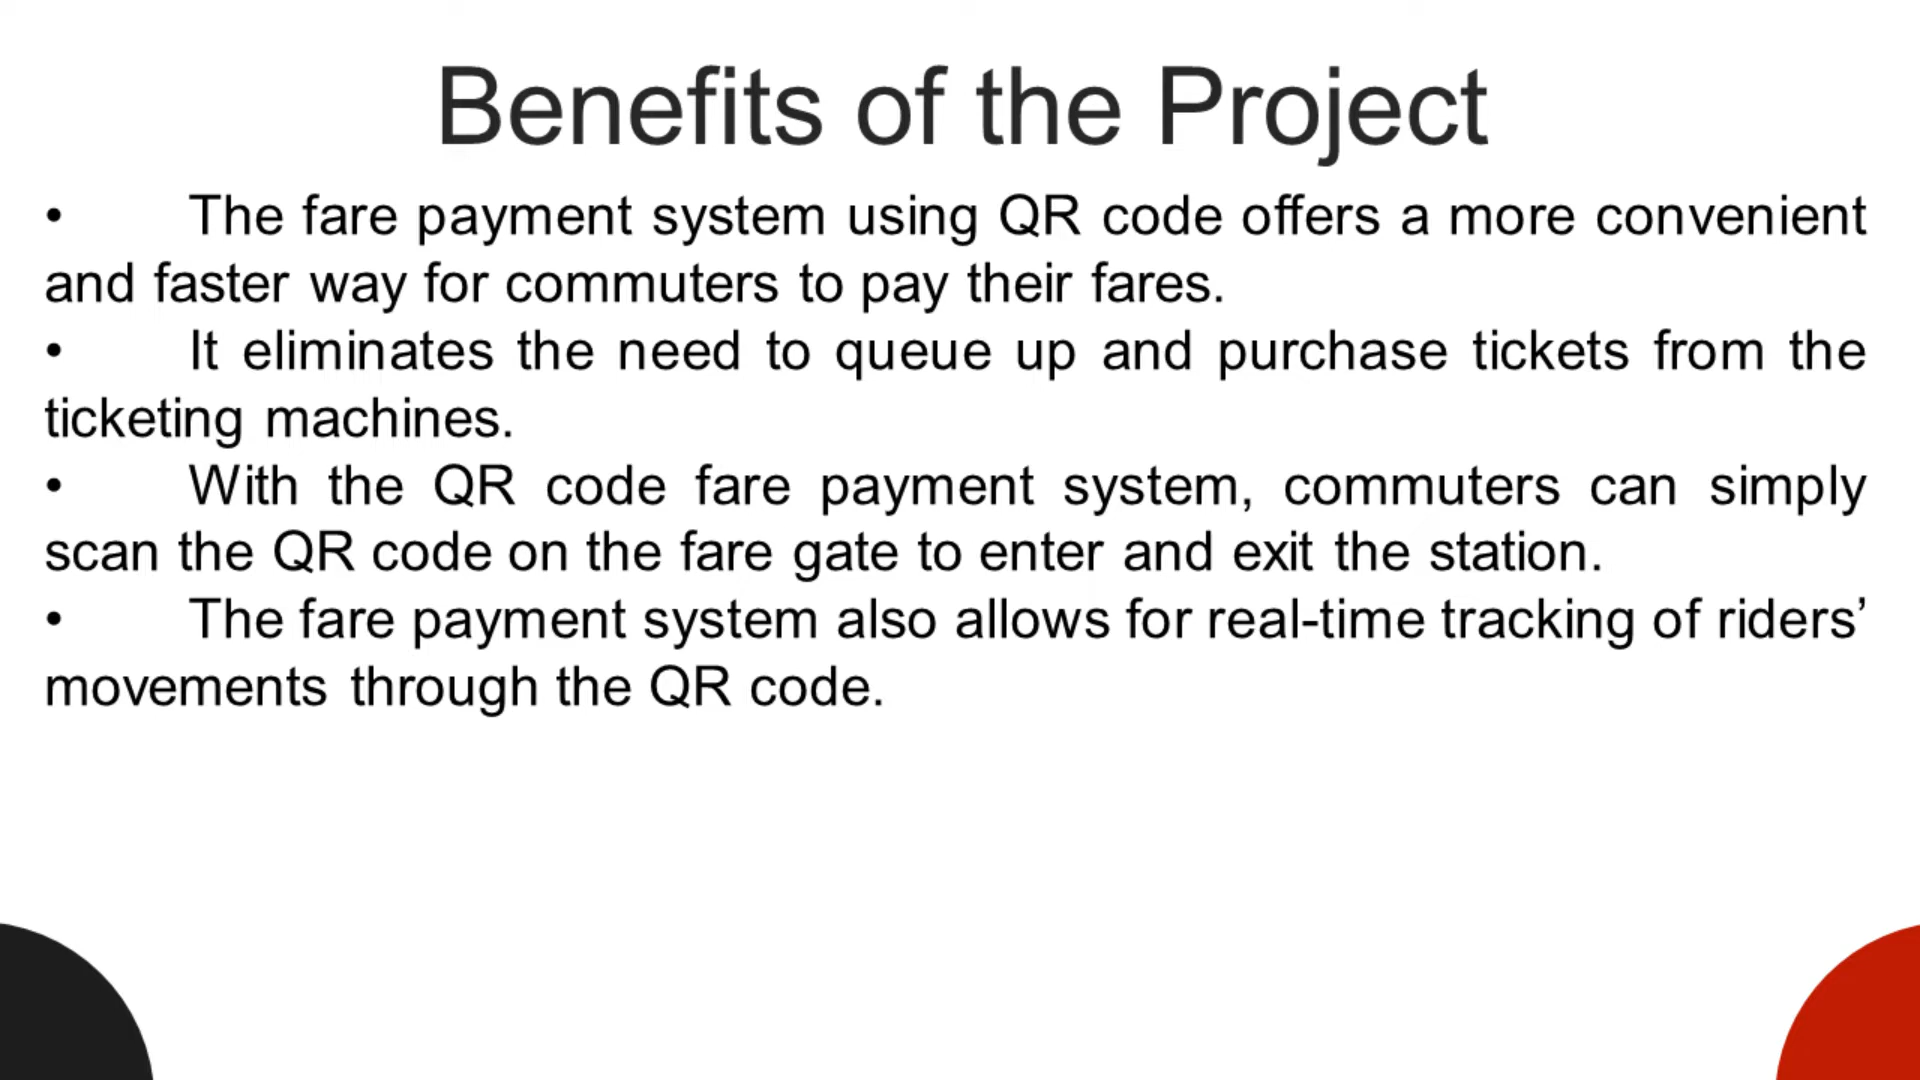 Benefits of the Project
• The fare payment system using QR code offers a more convenient
and faster way for commuters to pay their fares.
• It eliminates the need to queue up and purchase tickets from the
ticketing machines.
• With the QR code fare payment system, commuters can simply
scan the QR code on the fare gate to enter and exit the station.
• The fare payment system also allows for real-time tracking of riders’
movements through the QR code.